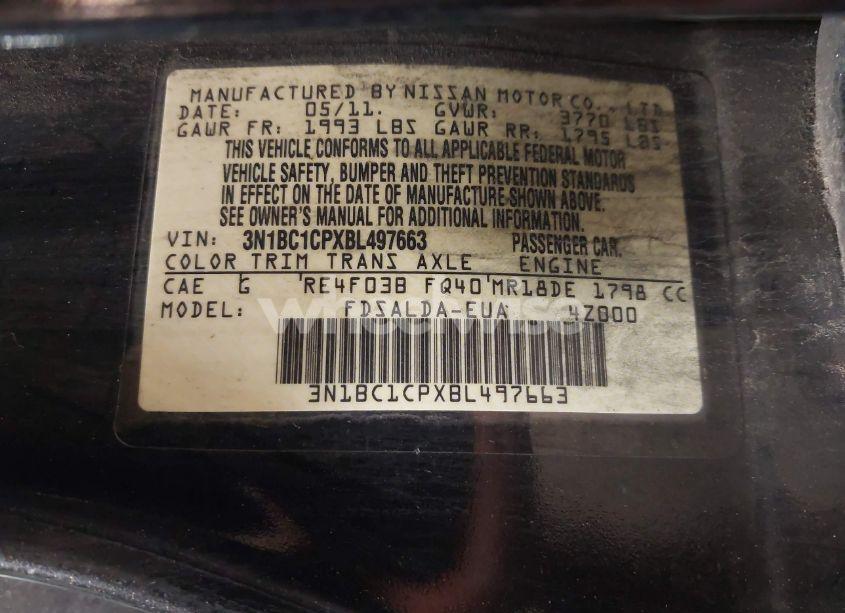 MANUFACTURED BY NISSAN MOTOR CO., LTD
DATE: 05/11. GVWR: 3770 LBS
GAWR FR: 1993 LBS GAWR RR: 1795 LBS
THIS VEHICLE CONFORMS TO ALL APPLICABLE FEDERAL MOTOR
VEHICLE SAFETY, BUMPER AND THEFT PREVENTION STANDARDS
IN EFFECT ON THE DATE OF MANUFACTURE SHOWN ABOVE.
SEE OWNER'S MANUAL FOR ADDITIONAL INFORMATION.
VIN: 3N1BC1CPXBL497663 PASSENGER CAR.
COLOR TRIM TRANS AXLE ENGINE
CAE G RE4F03B FQ40 MR18DE 1798 CC
MODEL: FDSALDA-EUA 4Z000
3N1BC1CPXBL497663